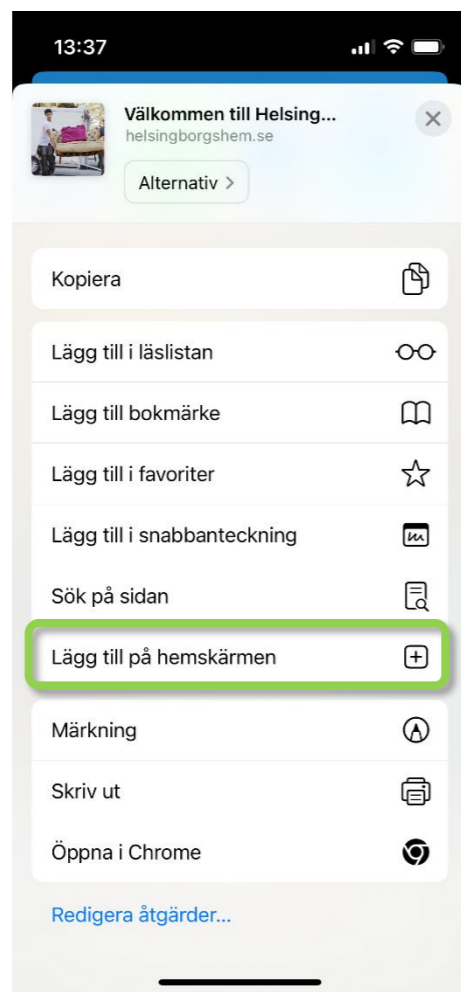 13:37
Välkommen till Helsing...
helsingborgshem.se
Alternativ >
Kopiera
Lägg till i läslistan
Lägg till bokmärke
Lägg till i favoriter
Lägg till i snabbanteckning
Sök på sidan
Lägg till på hemskärmen
Märkning
Skriv ut
Öppna i Chrome
Redigera åtgärder...